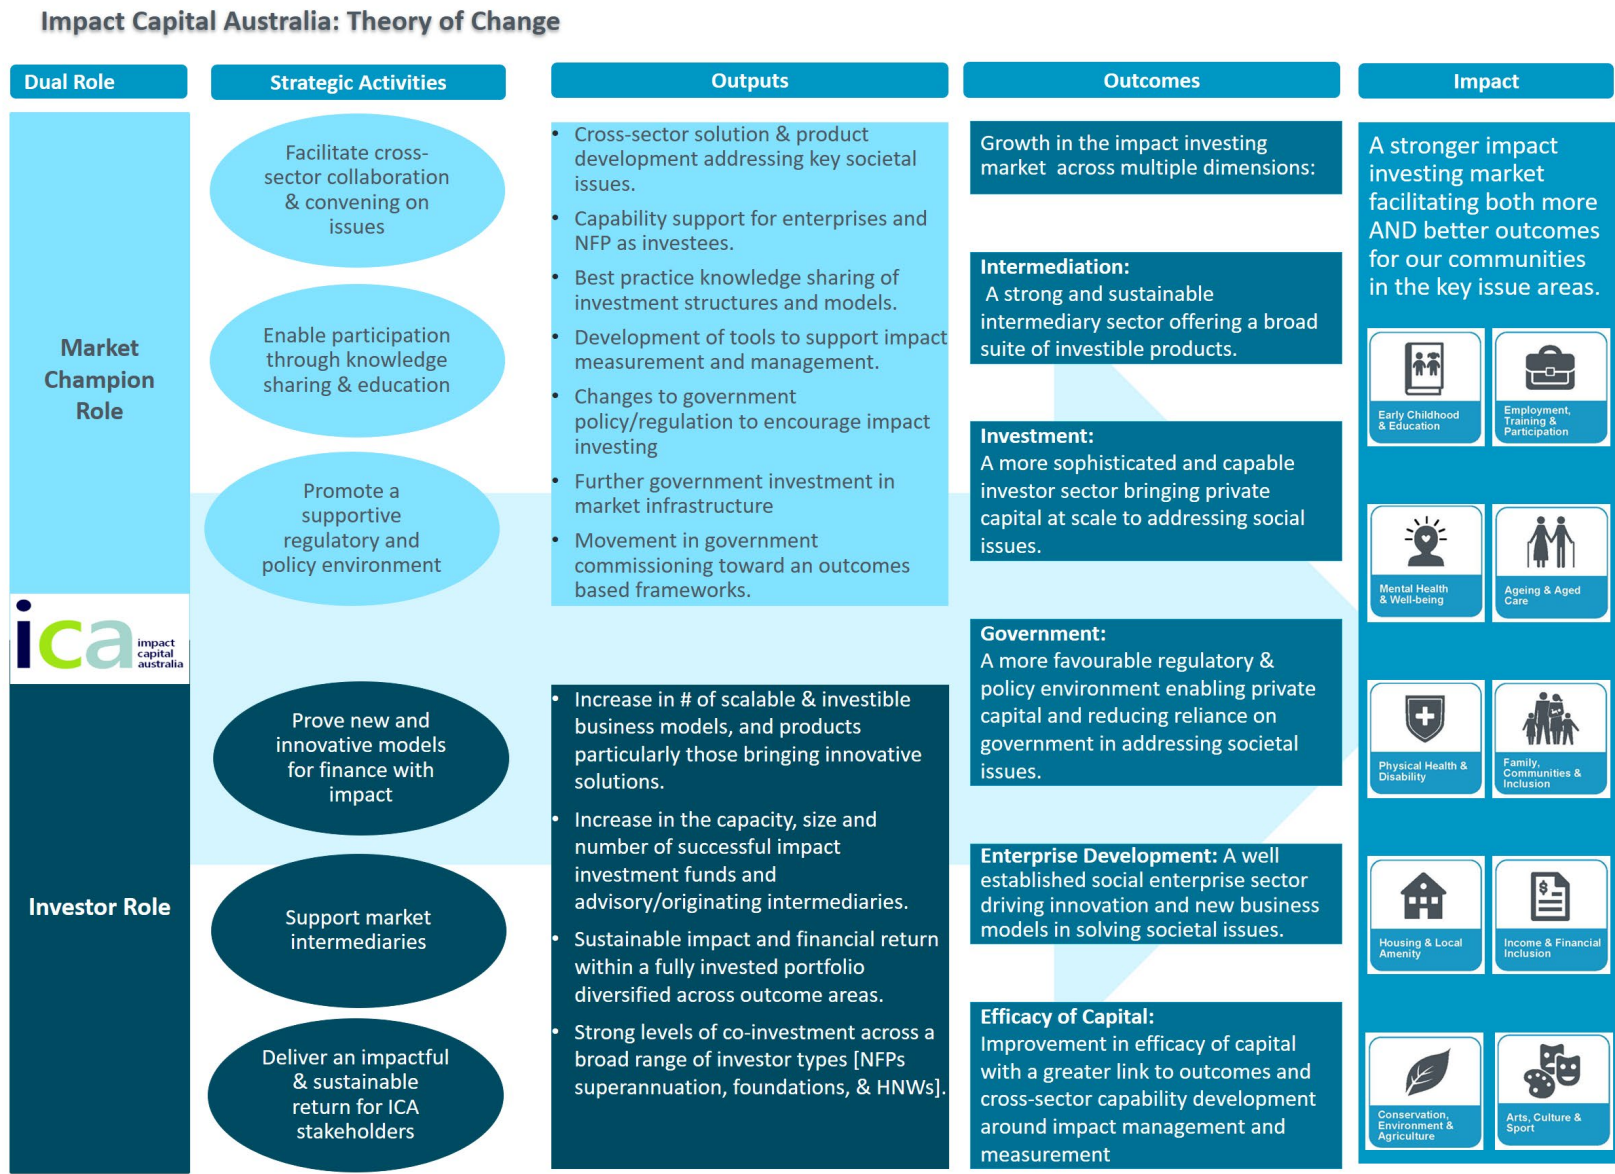 Impact Capital Australia: Theory of Change
Dual Role
Strategic Activities
Outputs
Outcomes
Impact
Market
Champion
Role
ica
impact
capital
australia
Investor Role
Facilitate cross-
sector collaboration
& convening on
issues
Enable participation
through knowledge
sharing & education
Promote a
supportive
regulatory and
policy environment
Prove new and
innovative models
for finance with
impact
Support market
intermediaries
Deliver an impactful
& sustainable
return for ICA
stakeholders
• Cross-sector solution & product
development addressing key societal
issues.
• Capability support for enterprises and
NFP as investees.
• Best practice knowledge sharing of
investment structures and models.
• Development of tools to support impact
measurement and management.
• Changes to government
policy/regulation to encourage impact
investing
• Further government investment in
market infrastructure
• Movement in government
commissioning toward an outcomes
based frameworks.
• Increase in # of scalable & investible
business models, and products
particularly those bringing innovative
solutions.
• Increase in the capacity, size and
number of successful impact
investment funds and
advisory/originating intermediaries.
• Sustainable impact and financial return
within a fully invested portfolio
diversified across outcome areas.
• Strong levels of co-investment across a
broad range of investor types [NFPs
superannuation, foundations, & HNWs].
Growth in the impact investing
market across multiple dimensions:
Intermediation:
A strong and sustainable
intermediary sector offering a broad
suite of investible products.
Investment:
A more sophisticated and capable
investor sector bringing private
capital at scale to addressing social
issues.
Government:
A more favourable regulatory &
policy environment enabling private
capital and reducing reliance on
government in addressing societal
issues.
Enterprise Development: A well
established social enterprise sector
driving innovation and new business
models in solving societal issues.
Efficacy of Capital:
Improvement in efficacy of capital
with a greater link to outcomes and
cross-sector capability development
around impact management and
measurement
A stronger impact
investing market
facilitating both more
AND better outcomes
for our communities
in the key issue areas.
Early Childhood
& Education
Employment,
Training &
Participation
Mental Health
& Well-being
Ageing & Aged
Care
Physical Health &
Disability
Family,
Communities &
Inclusion
Housing & Local
Amenity
$
Income & Financial
Inclusion
Conservation,
Environment &
Agriculture
Arts, Culture &
Sport